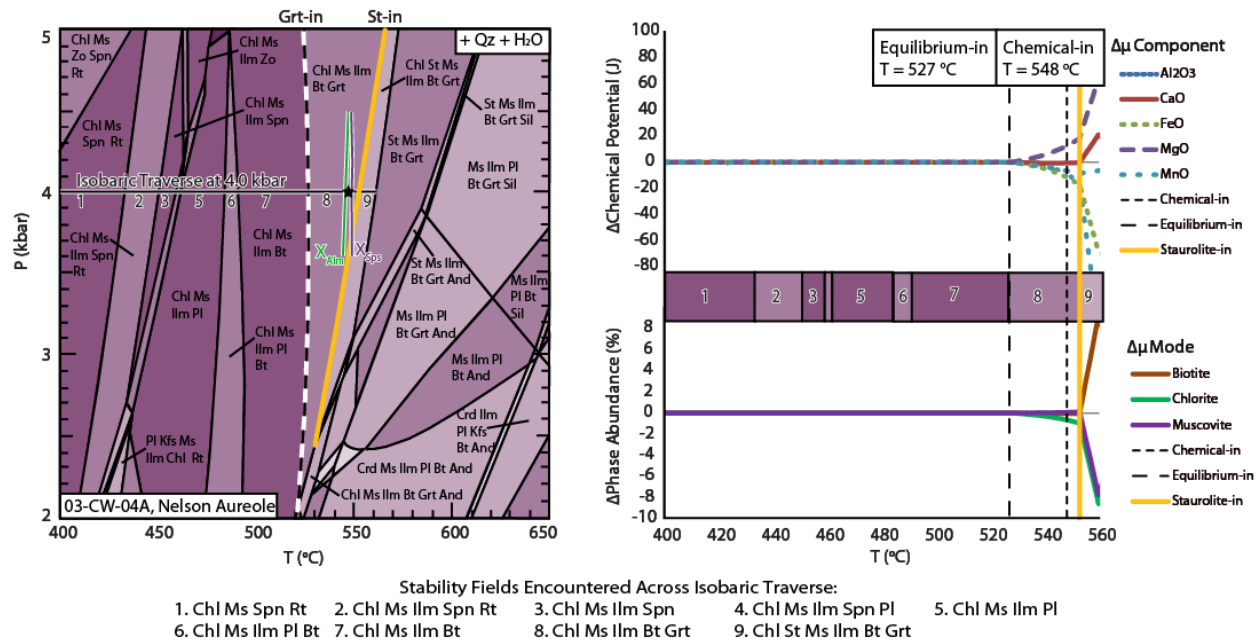 Grt-in
St-in
5
4
3
2
P (kbar)
400
450
500
550
600
650
T (°C)
+ Qz + H₂O
Chl Ms
Zo Spn
Rt
Chl Ms
Ilm Spn Rt
Chl Ms
Ilm Zo
Chl Ms
Spn Rt
Chl Ms
Ilm Spn
Chl Ms Ilm
Bt Grt
Chl St Ms
Ilm Bt Grt
St Ms Ilm
Bt Grt Sil
St Ms Ilm
Bt Grt
Ms Ilm Pl
Bt Grt Sil
Isobaric Traverse at 4.0 kbar
1
2
3
5
6
7
8
9
X Alm
X Sps
Chl Ms
Ilm Spn
Rt
Chl Ms
Ilm Bt
Chl Ms
Ilm Pl
Chl Ms
Ilm Pl
Bt
St Ms Ilm
Bt Grt And
Ms Ilm
Pl Bt
Sil
Ms Ilm Pl
Bt Grt And
Ms Ilm Pl
Bt And
Crd Ilm
Pl Kfs
Bt And
Pl Kfs Ms
Ilm Chl Rt
Crd Ms Ilm Pl Bt And
Chl Ms Ilm Bt Grt And
03-CW-04A, Nelson Aureole
ΔChemical Potential (J)
100
80
60
40
20
0
-20
-40
-60
-80
Equilibrium-in
T = 527 °C
Chemical-in
T = 548 °C
Δμ Component
Al2O3
CaO
FeO
MgO
MnO
Chemical-in
Equilibrium-in
Staurolite-in
1
2
3
5
6
7
8
9
ΔPhase Abundance (%)
8
6
4
2
0
-2
-4
-6
-8
-10
400
420
440
460
480
500
520
540
560
T (°C)
Δμ Mode
Biotite
Chlorite
Muscovite
Chemical-in
Equilibrium-in
Staurolite-in
Stability Fields Encountered Across Isobaric Traverse:
1. Chl Ms Spn Rt 2. Chl Ms Ilm Spn Rt 3. Chl Ms Ilm Spn 4. Chl Ms Ilm Spn Pl 5. Chl Ms Ilm Pl
6. Chl Ms Ilm Pl Bt 7. Chl Ms Ilm Bt 8. Chl Ms Ilm Bt Grt 9. Chl St Ms Ilm Bt Grt